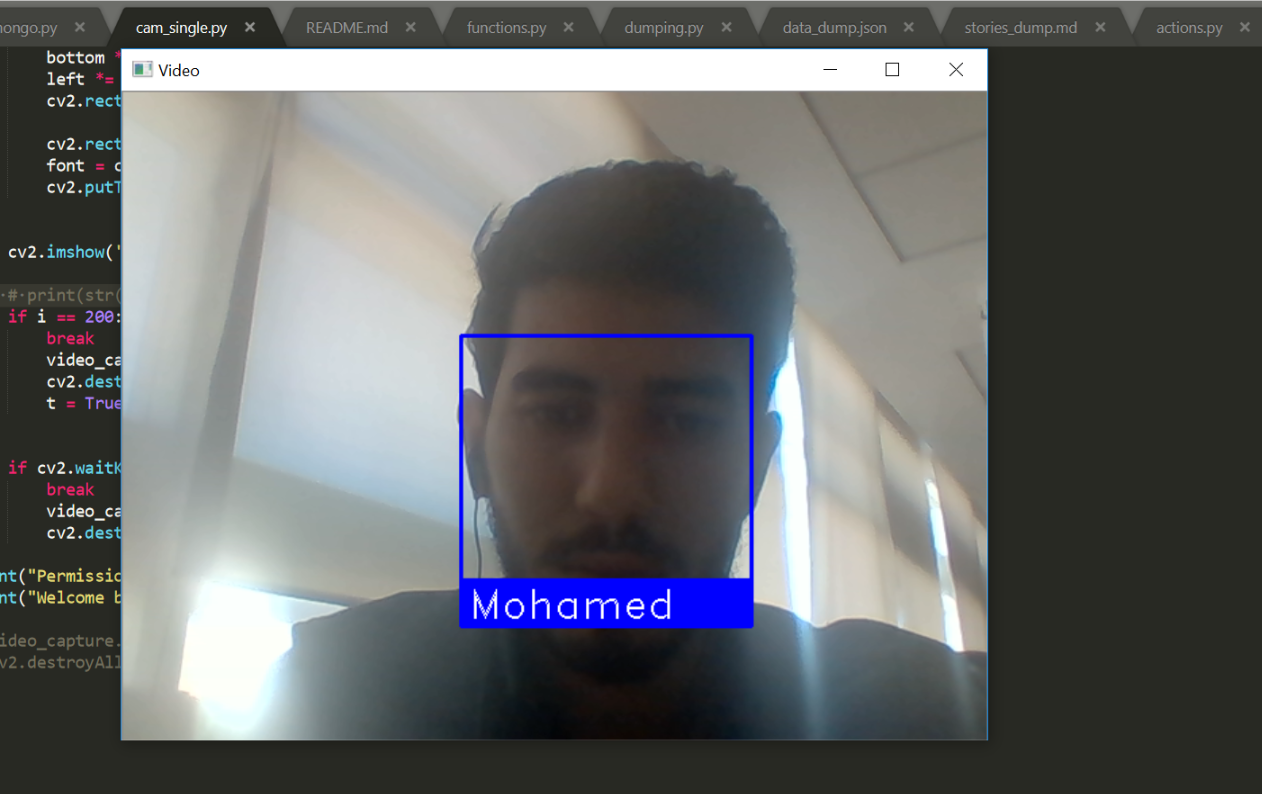 ongo.py × cam_single.py × README.md × functions.py × dumping.py × data_dump.json × stories_dump.md × actions.py ×
bottom *
Video
left *=
cv2.rect
cv2.rect
font = c
cv2.putT
cv2.imshow('
# print(str(
if i == 200:
break
video_ca
cv2.dest
t = True
if cv2.waitK
break
video_ca
cv2.dest
nt("Permissio
Mohamed
nt("Welcome b
ideo_capture.
v2.destroyAll